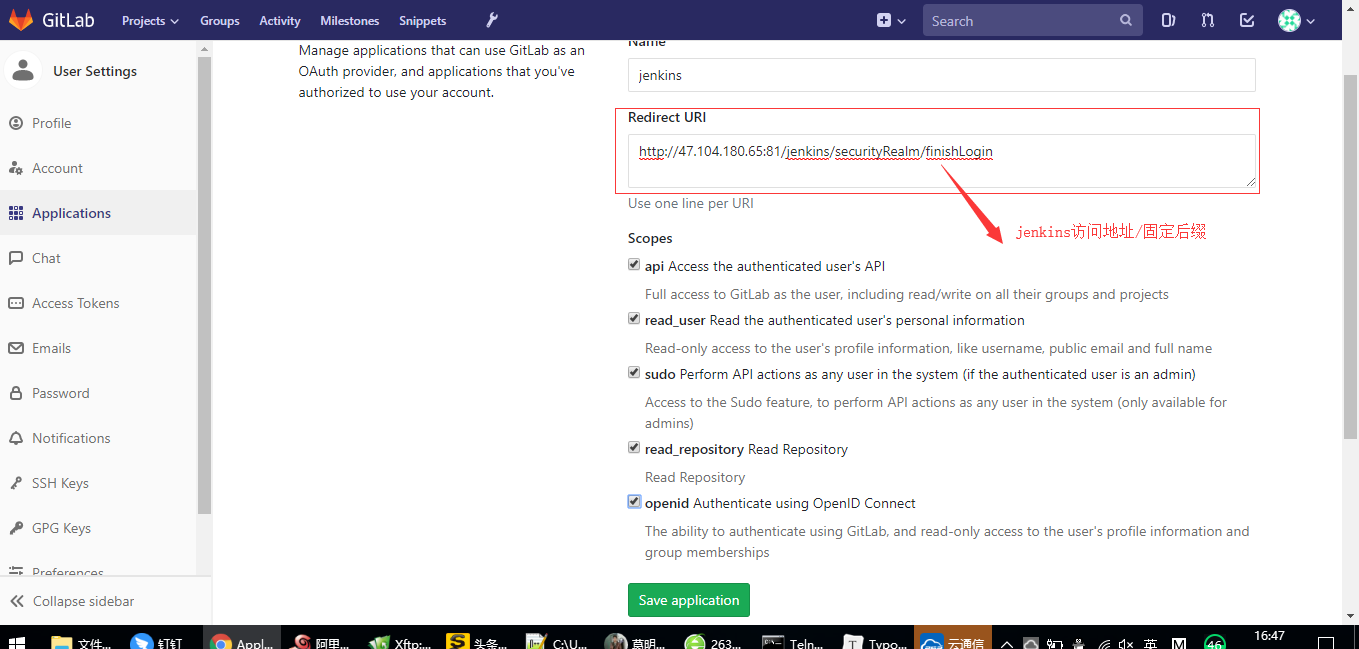 GitLab Projects Groups Activity Milestones Snippets Search
User Settings
Profile
Account
Applications
Chat
Access Tokens
Emails
Password
Notifications
SSH Keys
GPG Keys
Preferences
Collapse sidebar
Manage applications that can use GitLab as an
OAuth provider, and applications that you've
authorized to use your account.
Name
jenkins
Redirect URI
http://47.104.180.65:81/jenkins/securityRealm/finishLogin
Use one line per URI
jenkins访问地址/固定后缀
Scopes
api Access the authenticated user's API
Full access to GitLab as the user, including read/write on all their groups and projects
read_user Read the authenticated user's personal information
Read-only access to the user's profile information, like username, public email and full name
sudo Perform API actions as any user in the system (if the authenticated user is an admin)
Access to the Sudo feature, to perform API actions as any user in the system (only available for
admins)
read_repository Read Repository
Read Repository
openid Authenticate using OpenID Connect
The ability to authenticate using GitLab, and read-only access to the user's profile information and
group memberships
Save application
文件... 钉钉 Appl... 阿里... Xftp:... 头条... C:\U... 莫明... 263... Teln... Typo... 云通信 英 M 46 16:47